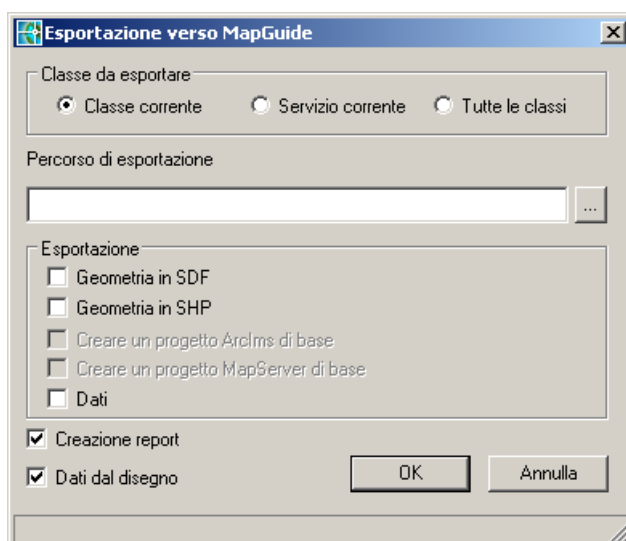 Esportazione verso MapGuide
Classe da esportare
Classe corrente Servizio corrente Tutte le classi
Percorso di esportazione
...
Esportazione
Geometria in SDF
Geometria in SHP
Creare un progetto ArcIms di base
Creare un progetto MapServer di base
Dati
Creazione report
Dati dal disegno
OK Annulla